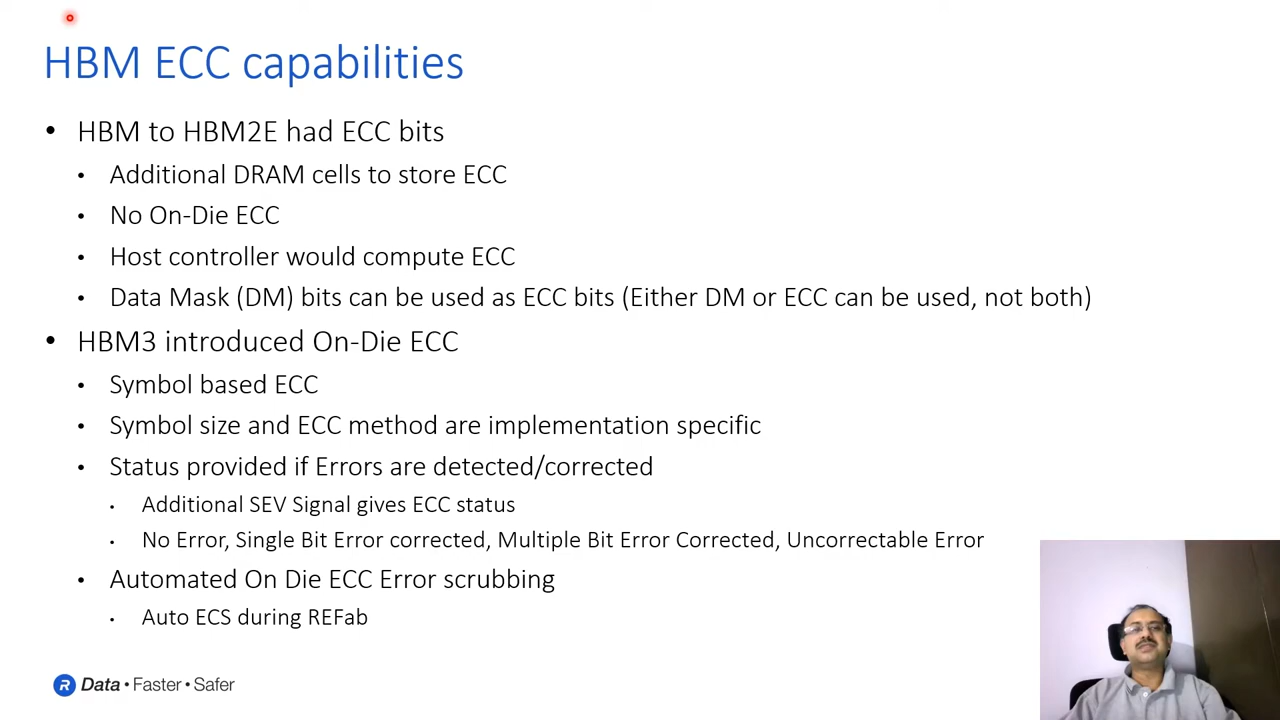 HBM ECC capabilities
• HBM to HBM2E had ECC bits
• Additional DRAM cells to store ECC
• No On-Die ECC
• Host controller would compute ECC
• Data Mask (DM) bits can be used as ECC bits (Either DM or ECC can be used, not both)
• HBM3 introduced On-Die ECC
• Symbol based ECC
• Symbol size and ECC method are implementation specific
• Status provided if Errors are detected/corrected
• Additional SEV Signal gives ECC status
• No Error, Single Bit Error corrected, Multiple Bit Error Corrected, Uncorrectable Error
• Automated On Die ECC Error scrubbing
• Auto ECS during REFab
R Data • Faster • Safer